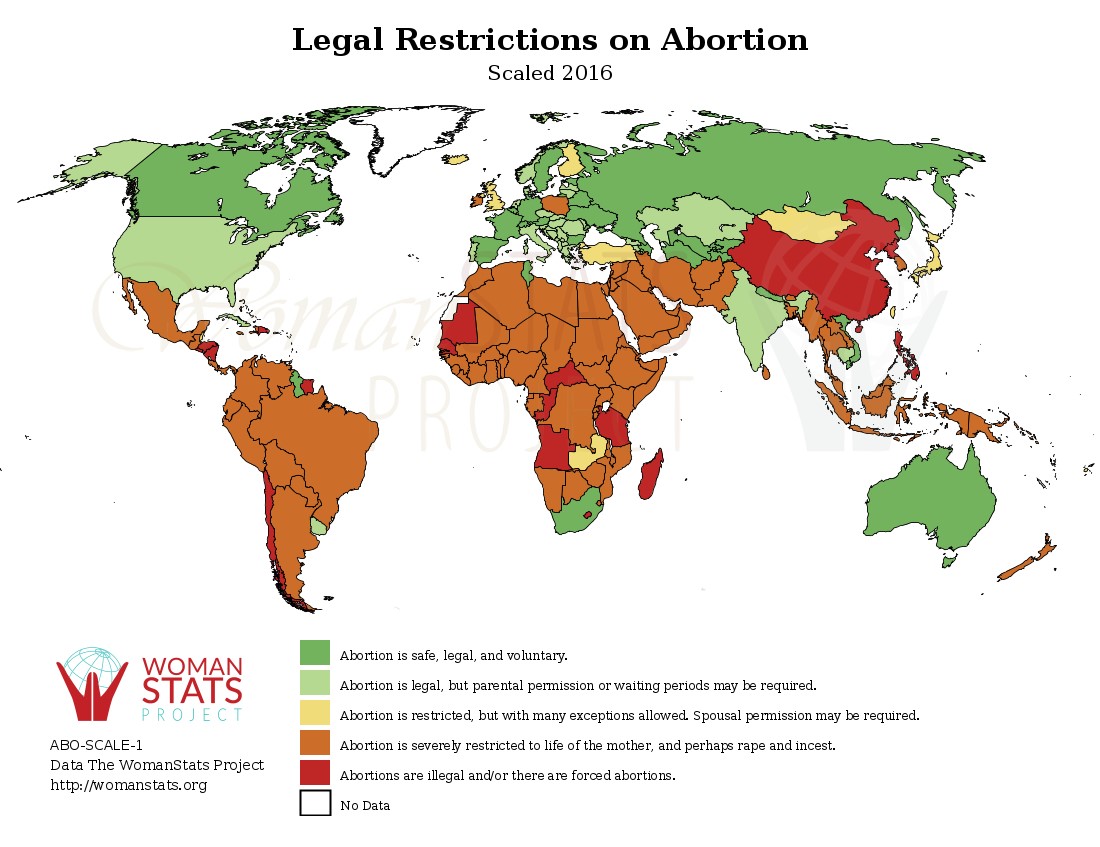 Legal Restrictions on Abortion
Scaled 2016
WomanSTATS
PROJECT
WOMAN
STATS
PROJECT
ABO-SCALE-1
Data The WomanStats Project
http://womanstats.org
Abortion is safe, legal, and voluntary.
Abortion is legal, but parental permission or waiting periods may be required.
Abortion is restricted, but with many exceptions allowed. Spousal permission may be required.
Abortion is severely restricted to life of the mother, and perhaps rape and incest.
Abortions are illegal and/or there are forced abortions.
No Data